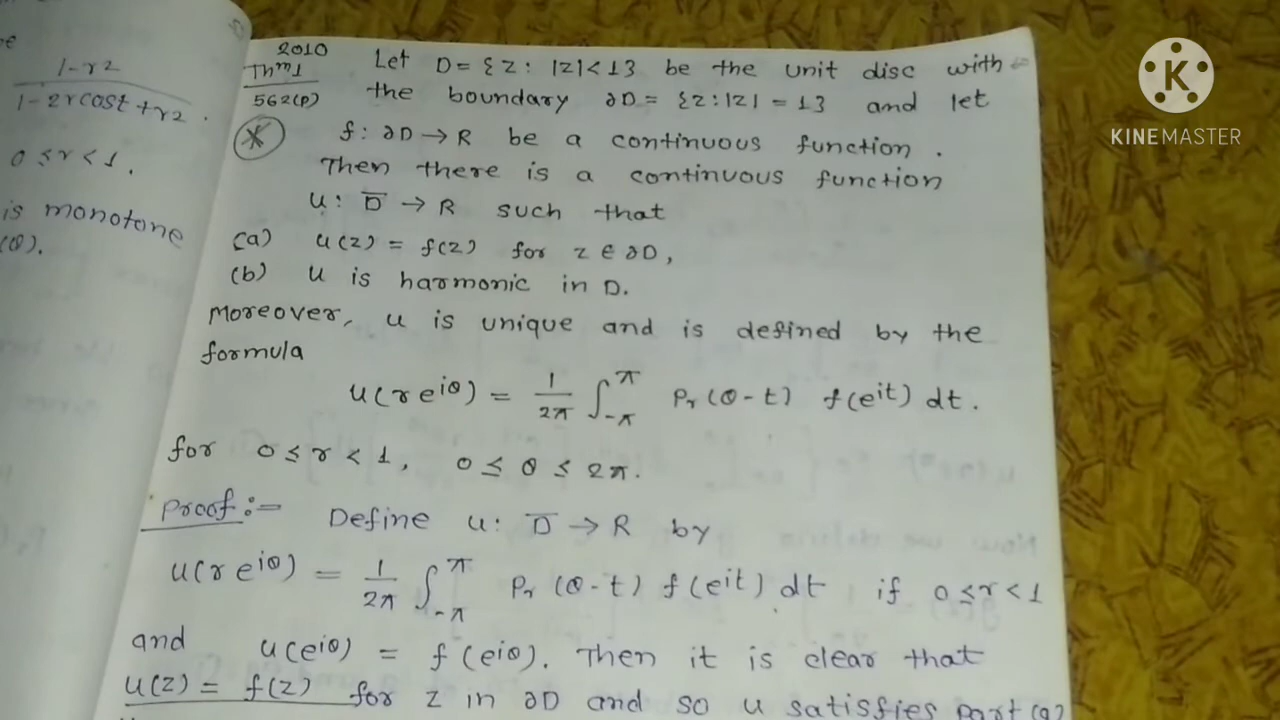 1-r2
1-2rcost+r2.
0 ≤ r < 1.
is monotone
(θ).
2010
Thm1
562(P)
Let D = {z: |z|<1} be the unit disc with
the boundary ∂D = {z:|z| = 1} and let
f: ∂D → R be a continuous function.
Then there is a continuous function
u: D̅ → R such that
(a) u(z) = f(z) for z ∈ ∂D,
(b) u is harmonic in D.
Moreover, u is unique and is defined by the
formula
u(re^iθ) = 1/2π ∫_-π^π Pr(θ-t) f(e^it) dt.
for 0 ≤ r < 1, 0 ≤ θ ≤ 2π.
Proof:- Define u: D̅ → R by
u(re^iθ) = 1/2π ∫_-π^π Pr(θ-t) f(e^it) dt if 0 ≤ r < 1
and u(e^iθ) = f(e^iθ). Then it is clear that
u(z) = f(z) for z in ∂D and so u satisfies part (a)
K
KINEMASTER